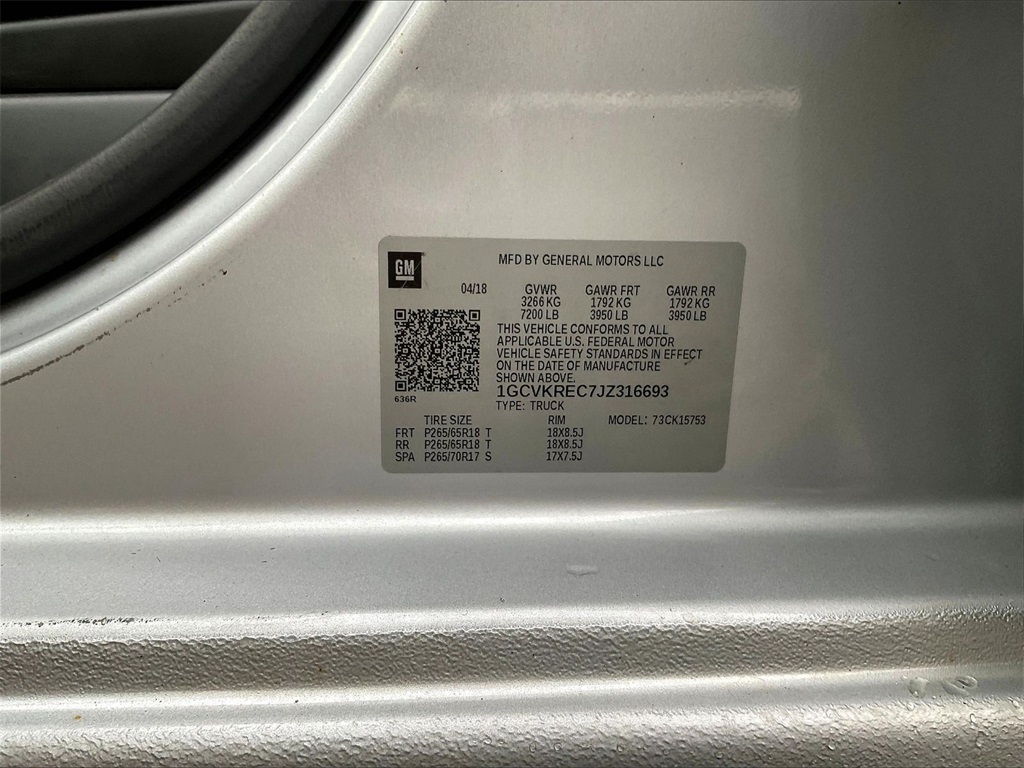 GM
MFD BY GENERAL MOTORS LLC
04/18 GVWR GAWR FRT GAWR RR
3266 KG 1792 KG 1792 KG
7200 LB 3950 LB 3950 LB
THIS VEHICLE CONFORMS TO ALL
APPLICABLE U.S. FEDERAL MOTOR
VEHICLE SAFETY STANDARDS IN EFFECT
ON THE DATE OF MANUFACTURE
SHOWN ABOVE.
1GCVKREC7JZ316693
636R
TYPE: TRUCK
TIRE SIZE RIM MODEL: 73CK15753
FRT P265/65R18 T 18X8.5J
RR P265/65R18 T 18X8.5J
SPA P265/70R17 S 17X7.5J